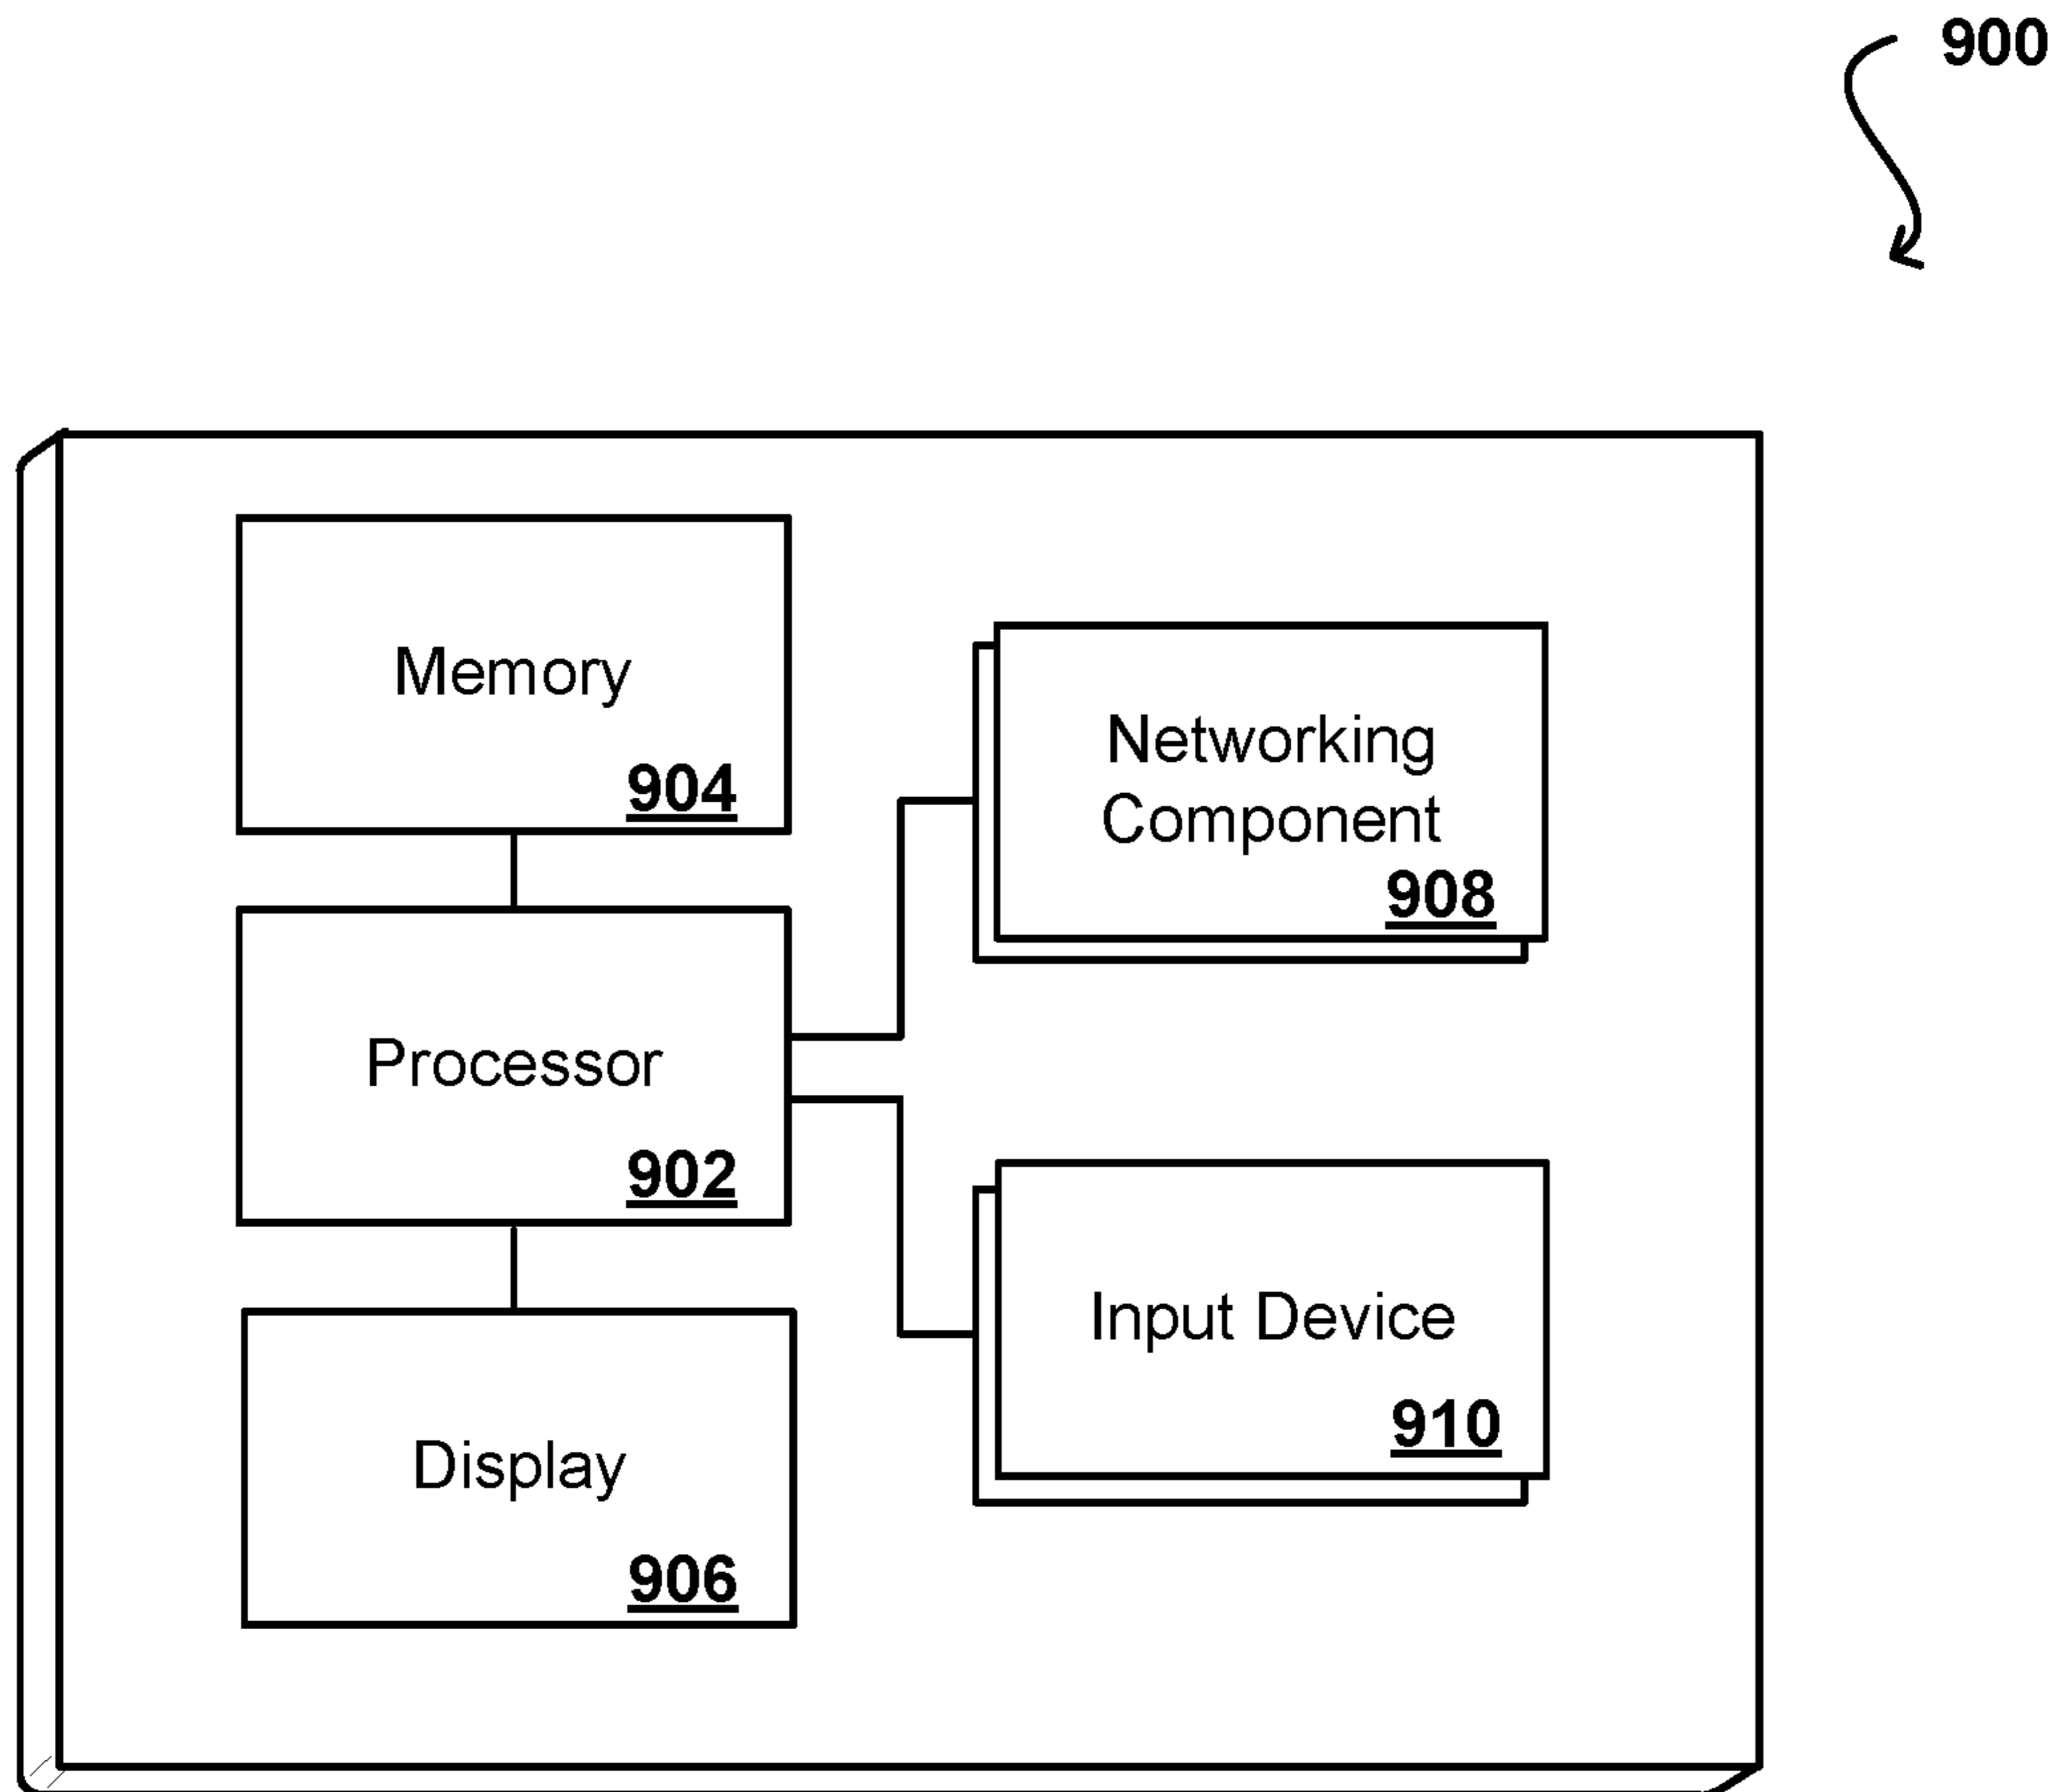 900
Memory
904
Networking
Component
908
Processor
902
Input Device
910
Display
906